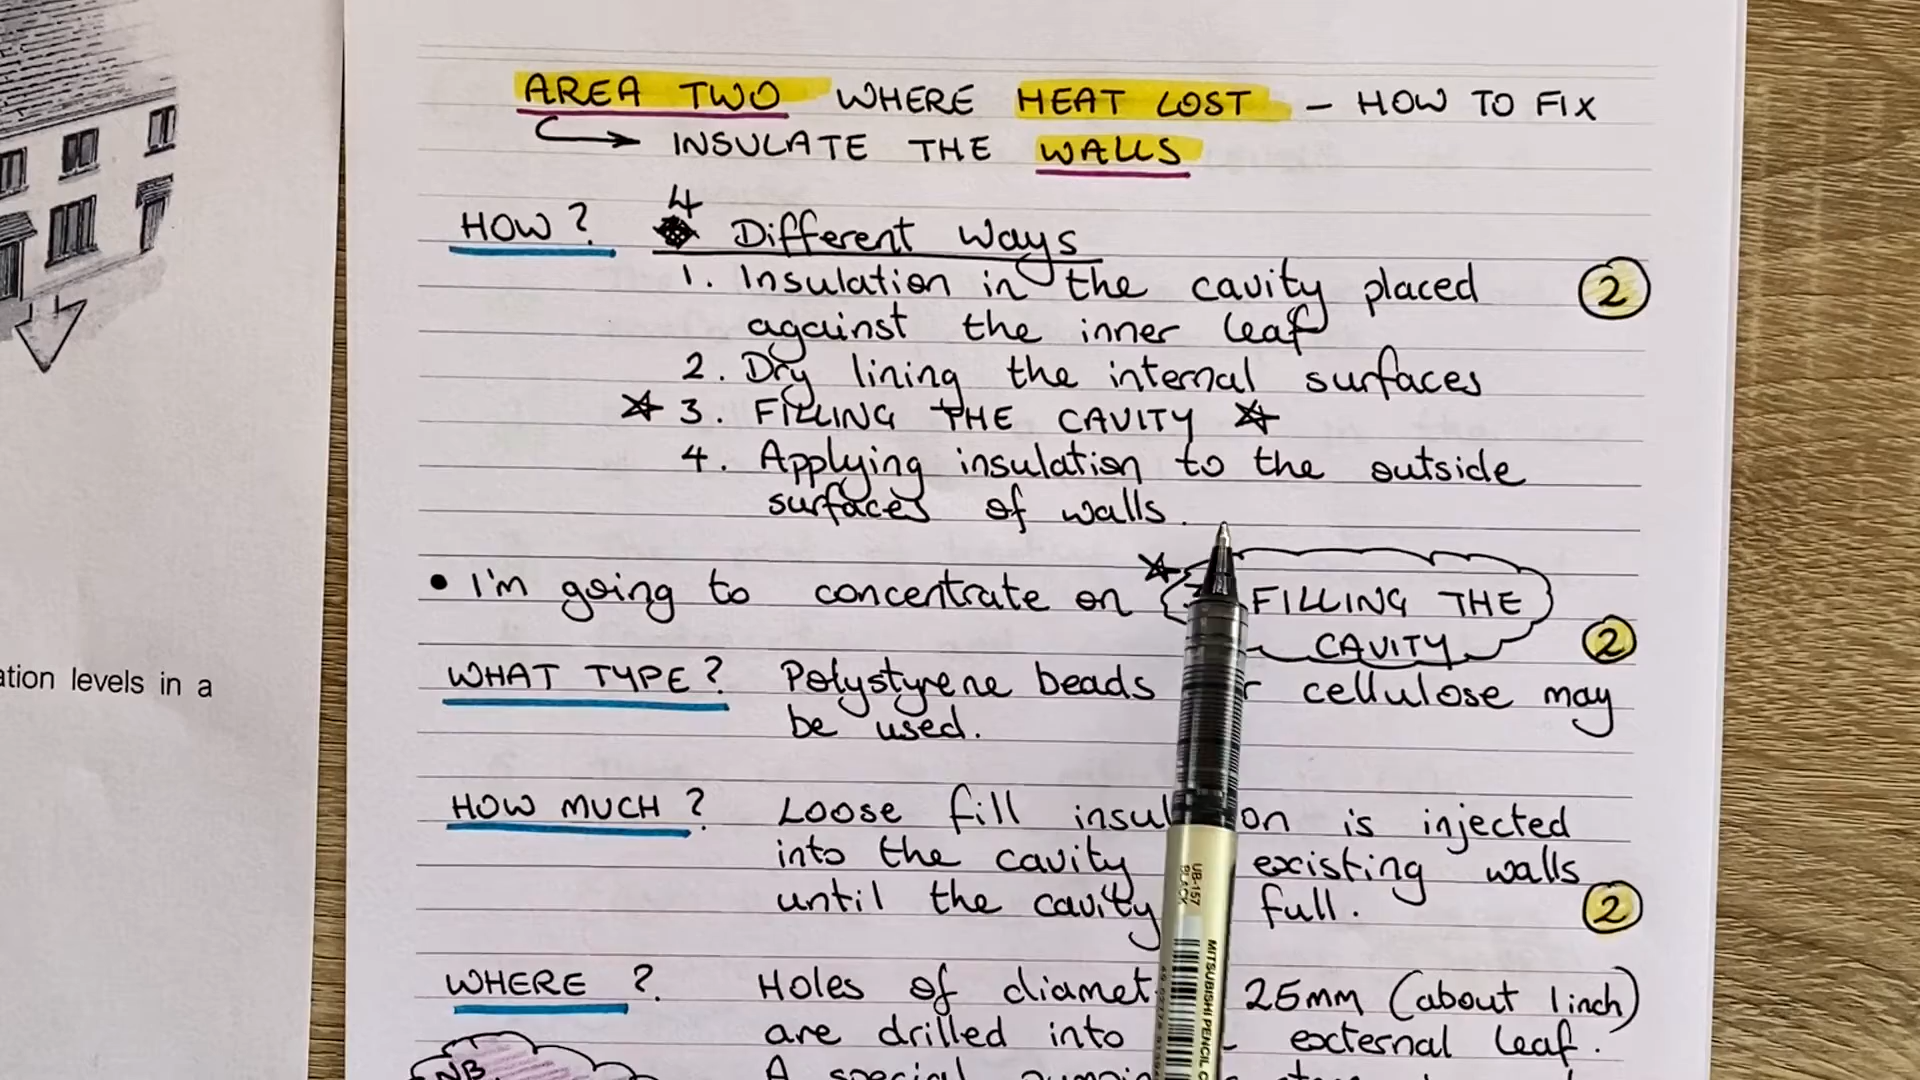 AREA TWO WHERE HEAT LOST – HOW TO FIX
→ INSULATE THE WALLS
4
HOW? Different Ways
1. Insulation in the cavity placed ②
against the inner leaf
2. Dry lining the internal surfaces
☆ 3. FILLING THE CAVITY ☆
4. Applying insulation to the outside
surfaces of walls.
• I'm going to concentrate on ☆ FILLING THE
CAVITY ②
WHAT TYPE? Polystyrene beads cellulose may
be used.
HOW MUCH? Loose fill is injected
into the cavity existing walls
until the cavity full. ②
WHERE? Holes of 25mm (about 1inch)
are drilled into external leaf.
NB A special
ation levels in a
UB-157
BLACK
MITSUBISHI PENCIL C